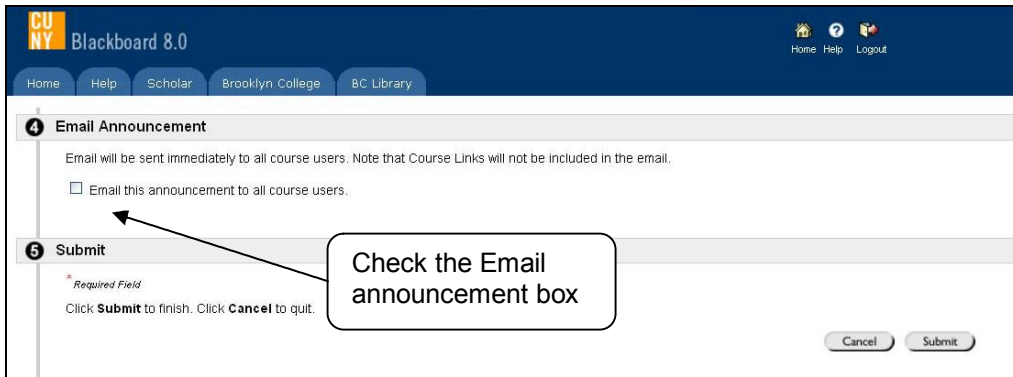 CU
NY Blackboard 8.0
Home Help Logout
Home Help Scholar Brooklyn College BC Library
4 Email Announcement
Email will be sent immediately to all course users. Note that Course Links will not be included in the email.
Email this announcement to all course users.
5 Submit
Check the Email
announcement box
* Required Field
Click Submit to finish. Click Cancel to quit.
Cancel Submit